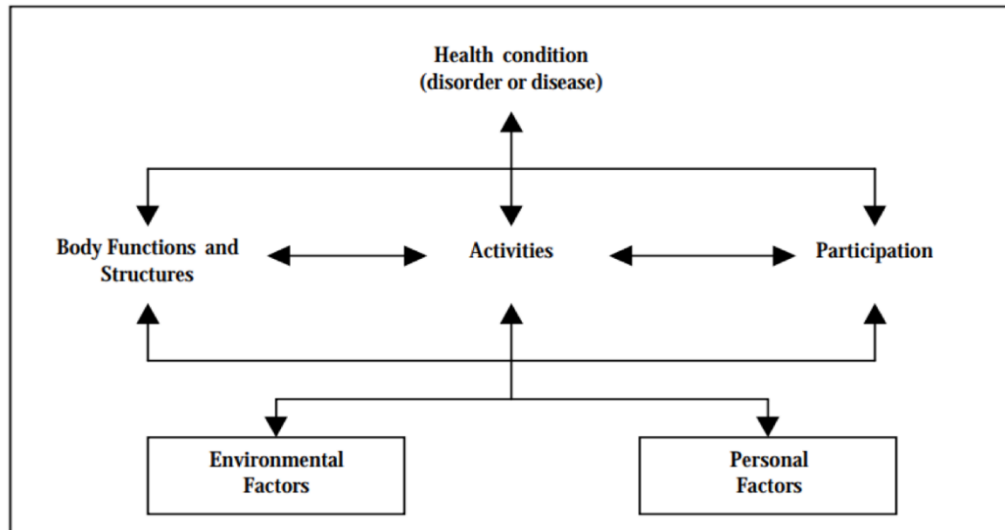 Health condition
(disorder or disease)
Body Functions and
Structures
Activities
Participation
Environmental
Factors
Personal
Factors